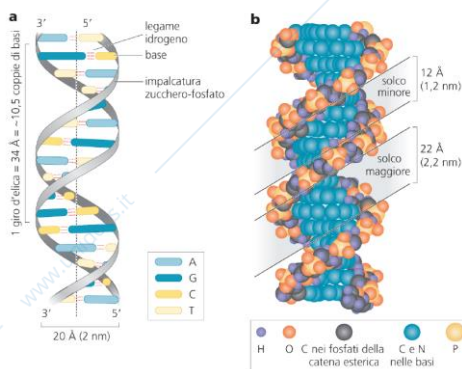 a
3′ 5′
legame
idrogeno
base
impalcatura
zucchero-fosfato
1 giro d'elica = 34 Å = ~10,5 coppie di basi
3′ 5′
20 Å (2 nm)
A
G
C
T
b
solco
minore
12 Å
(1,2 nm)
solco
maggiore
22 Å
(2,2 nm)
H
O
C nei fosfati della
catena esterica
C e N
nelle basi
P